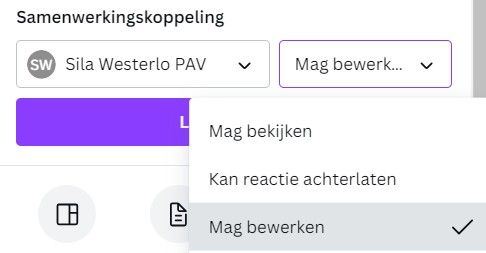 Samenwerkingskoppeling
SW Sila Westerlo PAV
Mag bewerk...
L
Mag bekijken
Kan reactie achterlaten
Mag bewerken